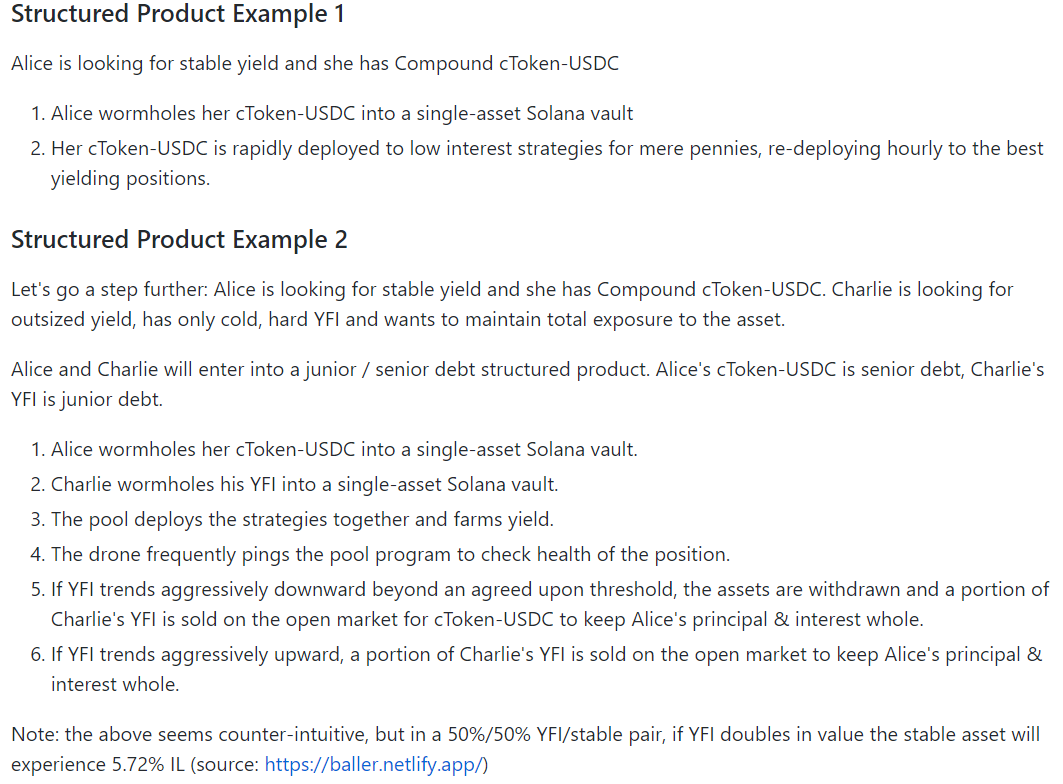 Structured Product Example 1
Alice is looking for stable yield and she has Compound cToken-USDC
1. Alice wormholes her cToken-USDC into a single-asset Solana vault
2. Her cToken-USDC is rapidly deployed to low interest strategies for mere pennies, re-deploying hourly to the best
yielding positions.
Structured Product Example 2
Let's go a step further: Alice is looking for stable yield and she has Compound cToken-USDC. Charlie is looking for
outsized yield, has only cold, hard YFI and wants to maintain total exposure to the asset.
Alice and Charlie will enter into a junior / senior debt structured product. Alice's cToken-USDC is senior debt, Charlie's
YFI is junior debt.
1. Alice wormholes her cToken-USDC into a single-asset Solana vault.
2. Charlie wormholes his YFI into a single-asset Solana vault.
3. The pool deploys the strategies together and farms yield.
4. The drone frequently pings the pool program to check health of the position.
5. If YFI trends aggressively downward beyond an agreed upon threshold, the assets are withdrawn and a portion of
Charlie's YFI is sold on the open market for cToken-USDC to keep Alice's principal & interest whole.
6. If YFI trends aggressively upward, a portion of Charlie's YFI is sold on the open market to keep Alice's principal &
interest whole.
Note: the above seems counter-intuitive, but in a 50%/50% YFI/stable pair, if YFI doubles in value the stable asset will
experience 5.72% IL (source: https://baller.netlify.app/)